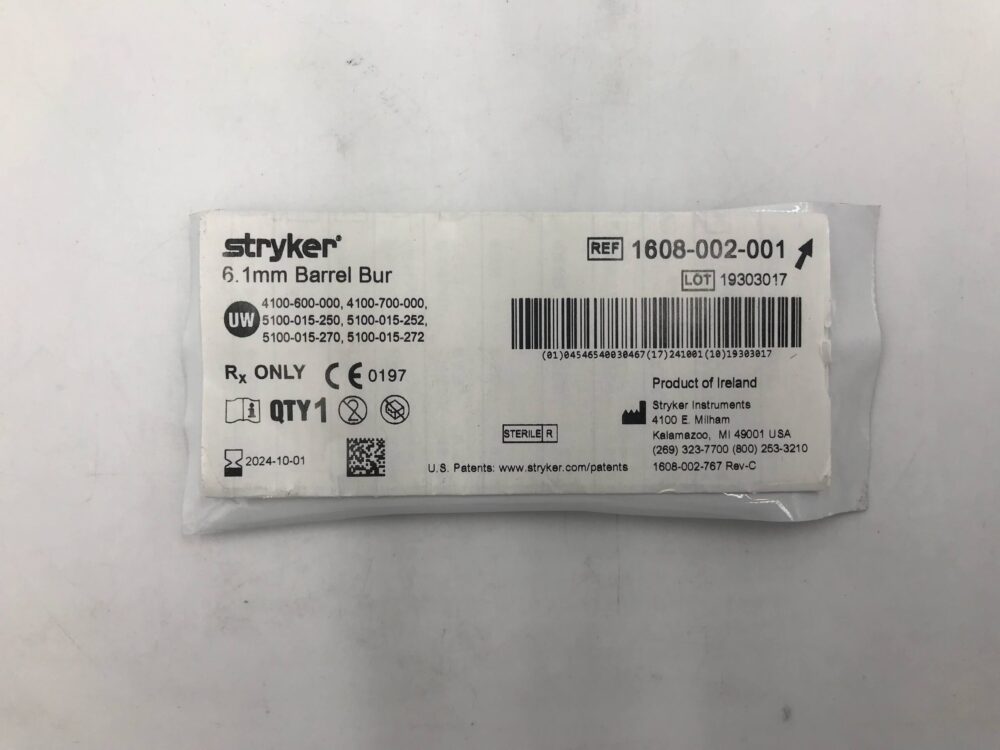 stryker®
6.1mm Barrel Bur
REF 1608-002-001
LOT 19303017
UW
4100-600-000, 4100-700-000,
5100-015-250, 5100-015-252,
5100-015-270, 5100-015-272
(01)04546540030467(17)241001(10)19303017
Rx ONLY CE 0197
QTY 1 2
2024-10-01
STERILE R
U.S. Patents: www.stryker.com/patents
Product of Ireland
Stryker Instruments
4100 E. Milham
Kalamazoo, MI 49001 USA
(269) 323-7700 (800) 253-3210
1608-002-767 Rev-C